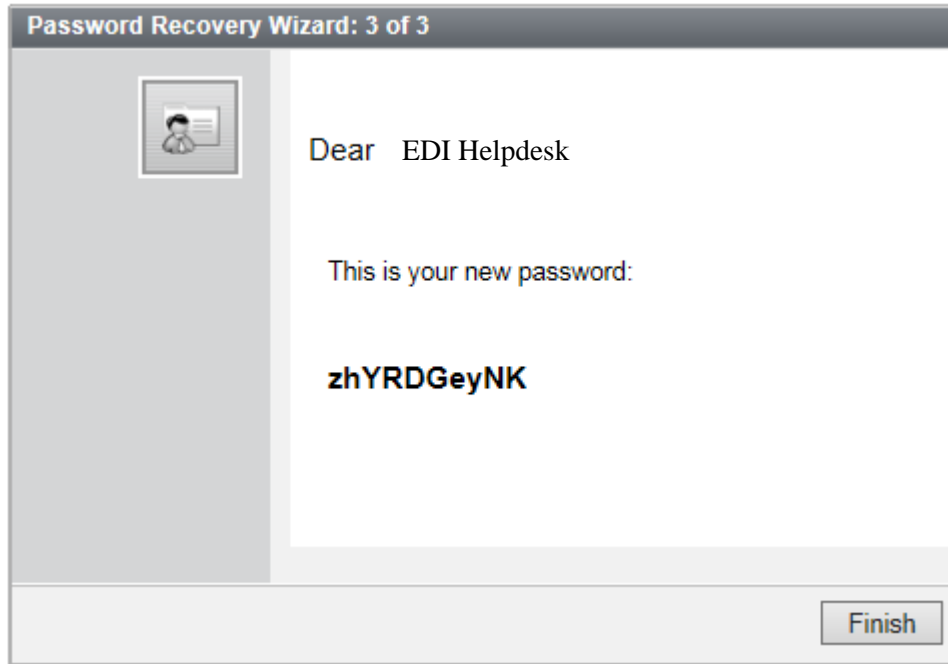 Password Recovery Wizard: 3 of 3
Dear EDI Helpdesk
This is your new password:
zhYRDGeyNK
Finish